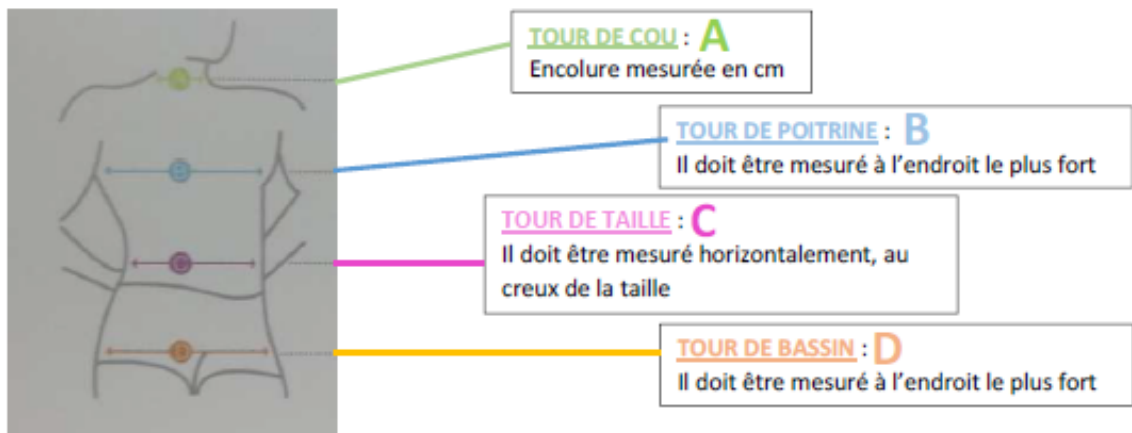 TOUR DE COU : A
Encolure mesurée en cm
TOUR DE POITRINE : B
Il doit être mesuré à l'endroit le plus fort
TOUR DE TAILLE : C
Il doit être mesuré horizontalement, au
creux de la taille
TOUR DE BASSIN : D
Il doit être mesuré à l'endroit le plus fort